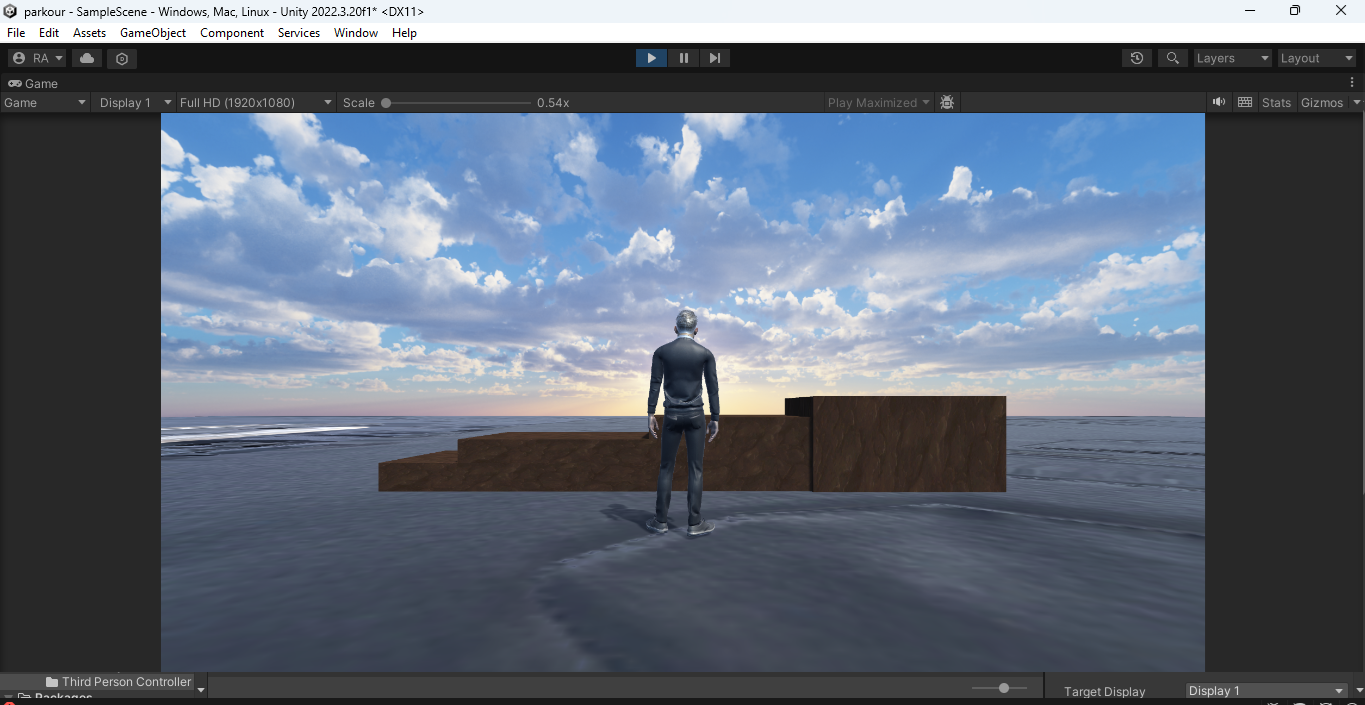 parkour - SampleScene - Windows, Mac, Linux - Unity 2022.3.20f1* <DX11>
File Edit Assets GameObject Component Services Window Help
RA Layers Layout
Game
Game Display 1 Full HD (1920x1080) Scale 0.54x Play Maximized Stats Gizmos
Third Person Controller
Packages
Target Display Display 1